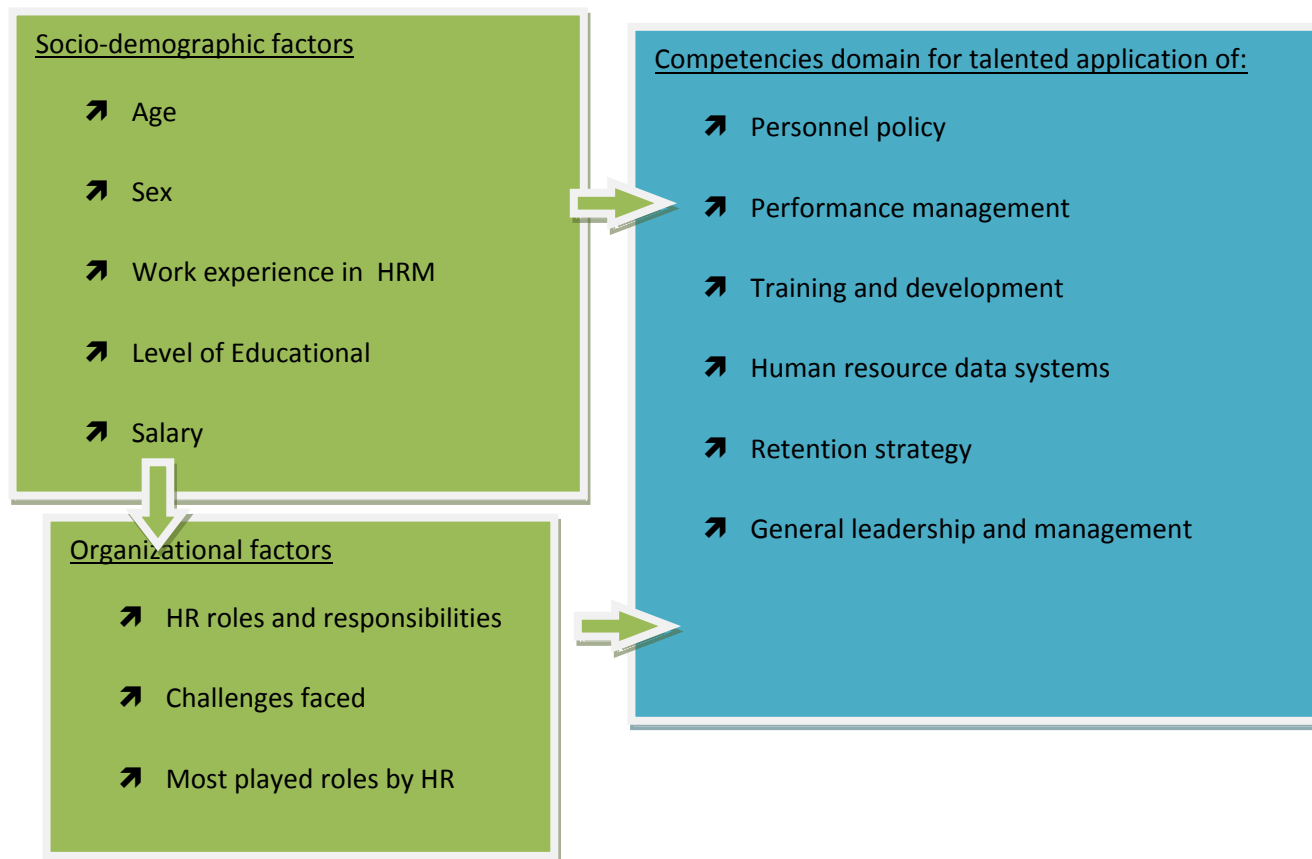 Socio-demographic factors
Age
Sex
Work experience in HRM
Level of Educational
Salary
Organizational factors
HR roles and responsibilities
Challenges faced
Most played roles by HR
Competencies domain for talented application of:
Personnel policy
Performance management
Training and development
Human resource data systems
Retention strategy
General leadership and management